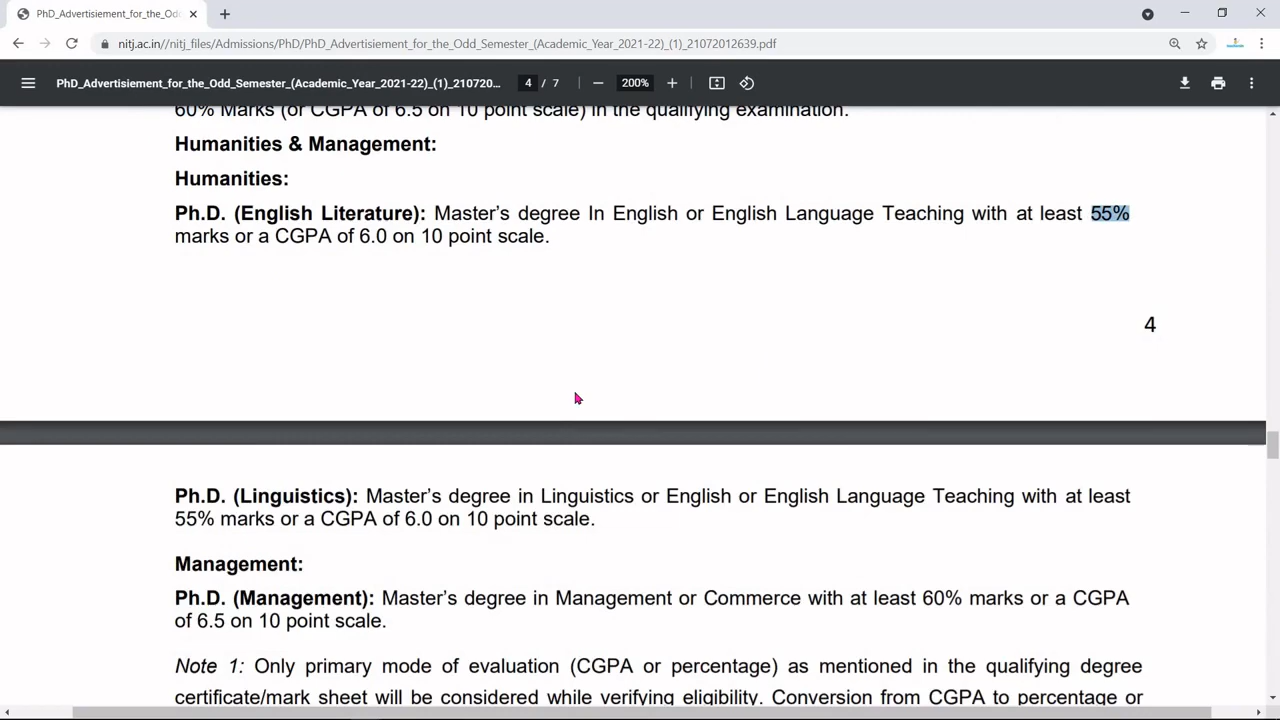 PhD_Advertisiement_for_the_Odd
nitj.ac.in//nitj_files/Admissions/PhD/PhD_Advertisiement_for_the_Odd_Semester_(Academic_Year_2021-22)_(1)_21072012639.pdf
PhD_Advertisiement_for_the_Odd_Semester_(Academic_Year_2021-22)_(1)_210720... 4 / 7 200%
60% Marks (or CGPA of 6.5 on 10 point scale) in the qualifying examination.
Humanities & Management:
Humanities:
Ph.D. (English Literature): Master's degree In English or English Language Teaching with at least 55%
marks or a CGPA of 6.0 on 10 point scale.
4
Ph.D. (Linguistics): Master's degree in Linguistics or English or English Language Teaching with at least
55% marks or a CGPA of 6.0 on 10 point scale.
Management:
Ph.D. (Management): Master's degree in Management or Commerce with at least 60% marks or a CGPA
of 6.5 on 10 point scale.
Note 1: Only primary mode of evaluation (CGPA or percentage) as mentioned in the qualifying degree
certificate/mark sheet will be considered while verifying eligibility. Conversion from CGPA to percentage or